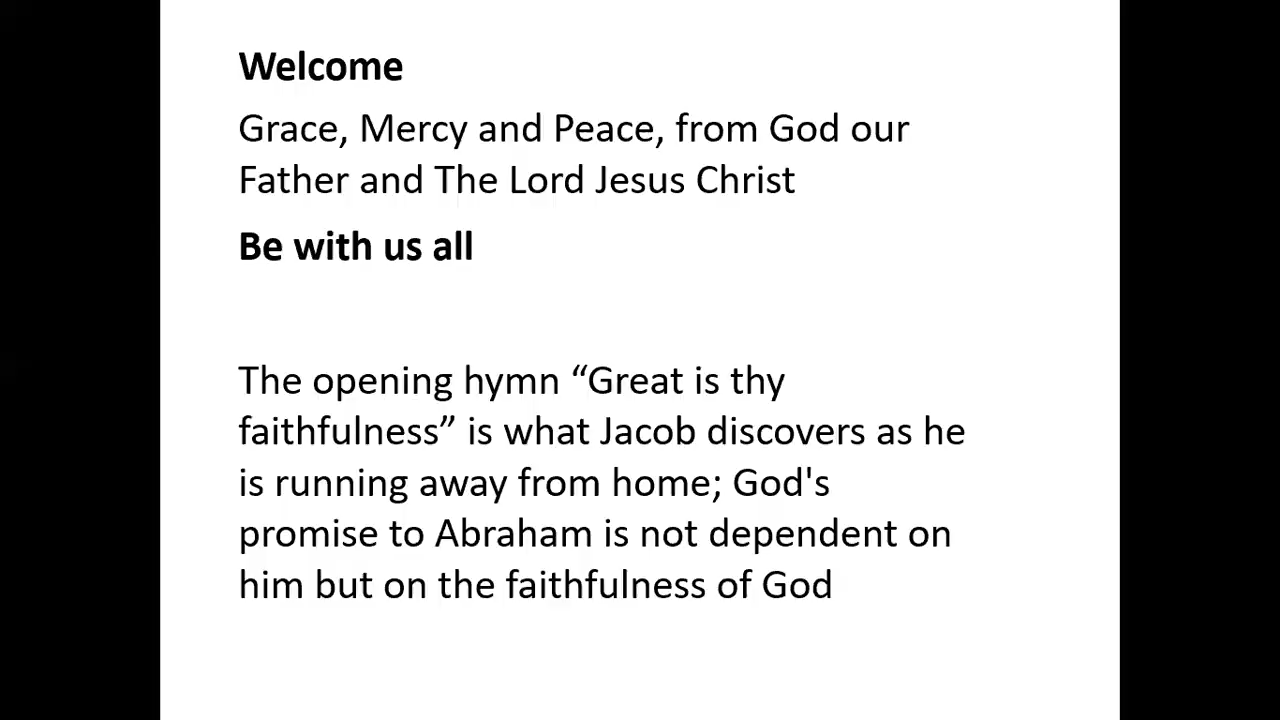 Welcome
Grace, Mercy and Peace, from God our
Father and The Lord Jesus Christ
Be with us all
The opening hymn “Great is thy
faithfulness” is what Jacob discovers as he
is running away from home; God's
promise to Abraham is not dependent on
him but on the faithfulness of God